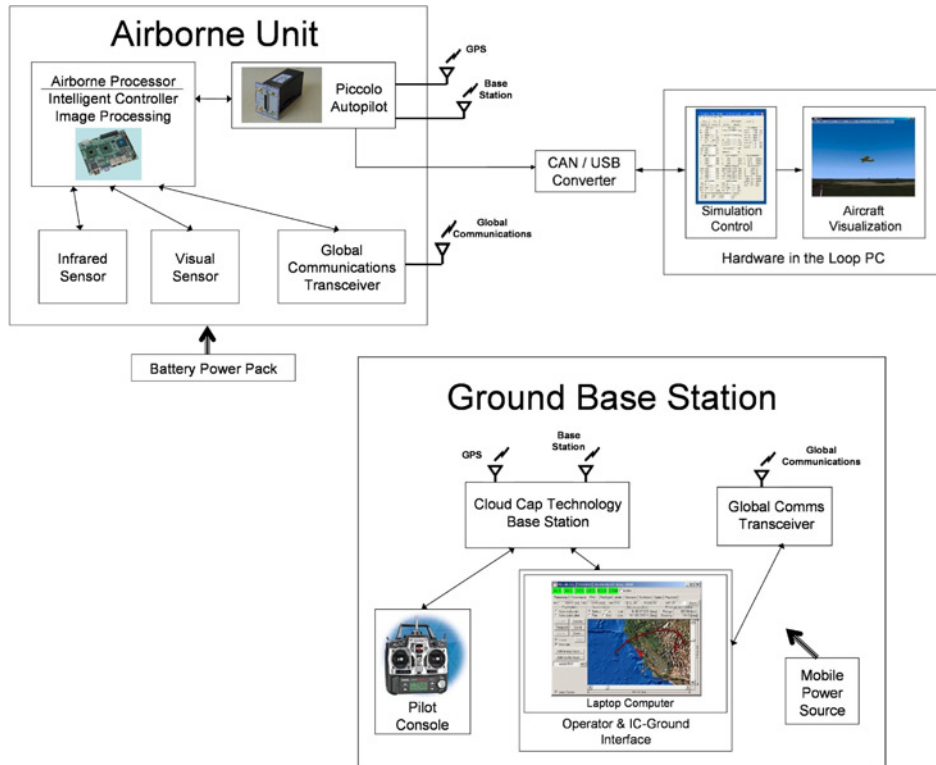 Airborne Unit
Airborne Processor
Intelligent Controller
Image Processing
Piccolo
Autopilot
GPS
Base
Station
Infrared
Sensor
Visual
Sensor
Global
Communications
Transceiver
Global
Communications
Battery Power Pack
CAN / USB
Converter
Simulation
Control
Aircraft
Visualization
Hardware in the Loop PC
Ground Base Station
GPS
Base
Station
Cloud Cap Technology
Base Station
Global
Communications
Global Comms
Transceiver
Pilot
Console
Laptop Computer
Operator & IC-Ground
Interface
Mobile
Power
Source